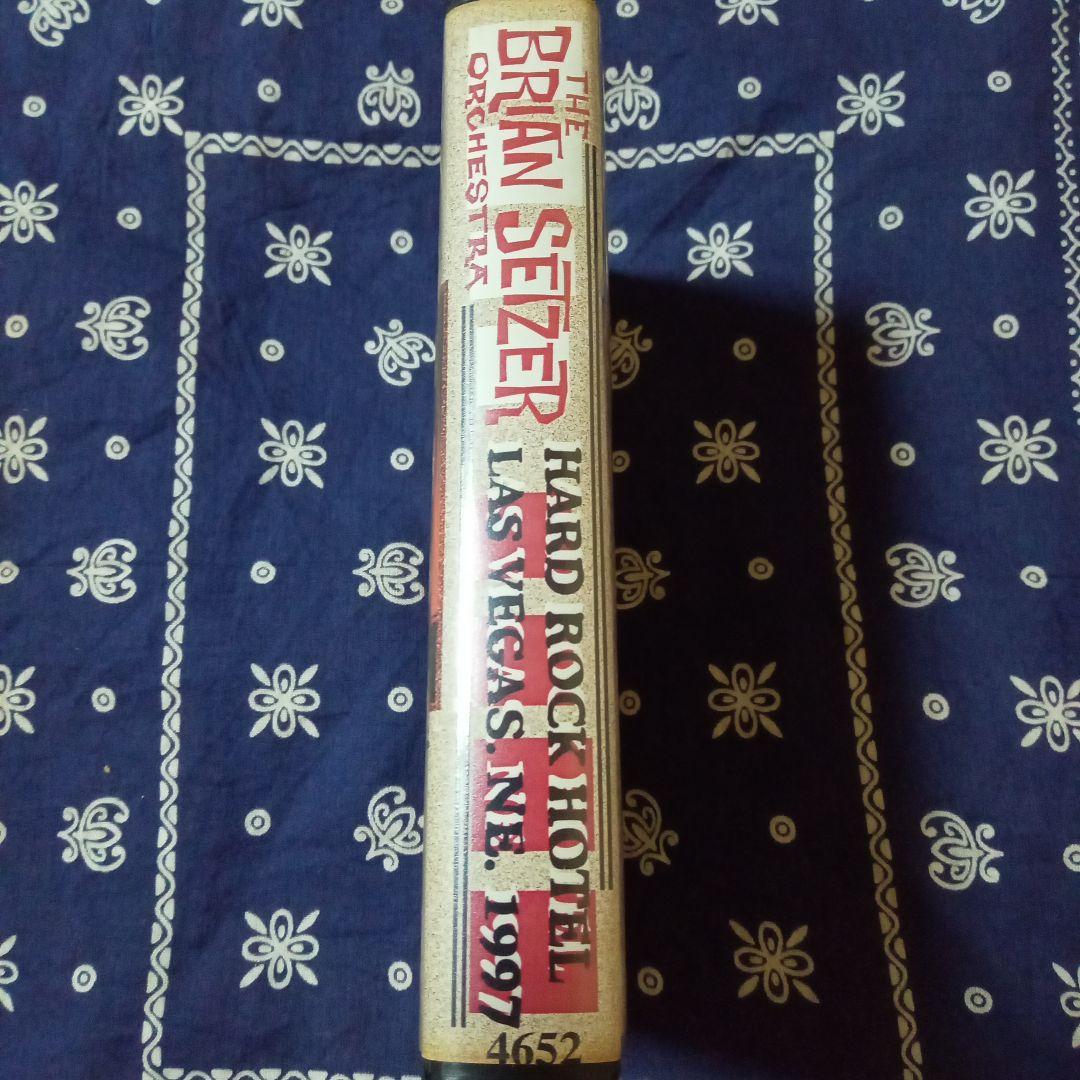 THE
BRIAN SETZER
ORCHESTRA
HARD ROCK HOTEL
LAS VEGAS. NE. 1997
4652